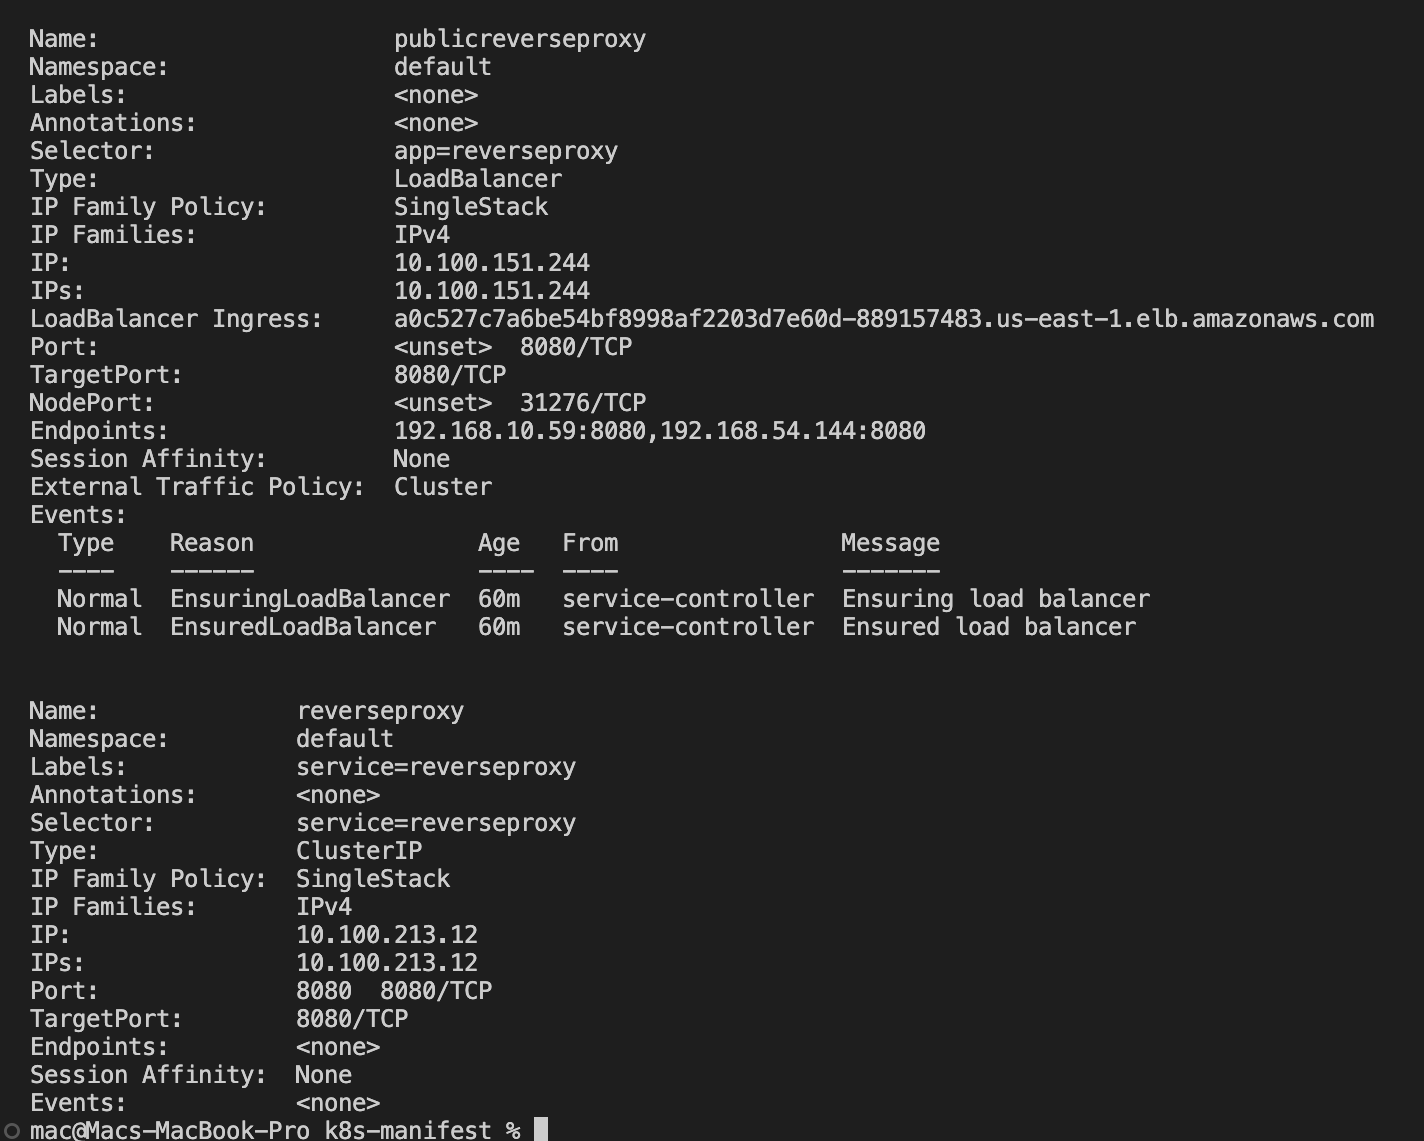 Name:                     publicreverseproxy
Namespace:                default
Labels:                   <none>
Annotations:              <none>
Selector:                 app=reverseproxy
Type:                     LoadBalancer
IP Family Policy:         SingleStack
IP Families:              IPv4
IP:                       10.100.151.244
IPs:                      10.100.151.244
LoadBalancer Ingress:     a0c527c7a6be54bf8998af2203d7e60d-889157483.us-east-1.elb.amazonaws.com
Port:                     <unset>  8080/TCP
TargetPort:               8080/TCP
NodePort:                 <unset>  31276/TCP
Endpoints:                192.168.10.59:8080,192.168.54.144:8080
Session Affinity:         None
External Traffic Policy:  Cluster
Events:
  Type    Reason                Age   From                Message
  ----    ------                ----  ----                -------
  Normal  EnsuringLoadBalancer  60m   service-controller  Ensuring load balancer
  Normal  EnsuredLoadBalancer   60m   service-controller  Ensured load balancer
Name:              reverseproxy
Namespace:         default
Labels:            service=reverseproxy
Annotations:       <none>
Selector:          service=reverseproxy
Type:              ClusterIP
IP Family Policy:  SingleStack
IP Families:       IPv4
IP:                10.100.213.12
IPs:               10.100.213.12
Port:              8080  8080/TCP
TargetPort:        8080/TCP
Endpoints:         <none>
Session Affinity:  None
Events:            <none>
mac@Macs-MacBook-Pro k8s-manifest %